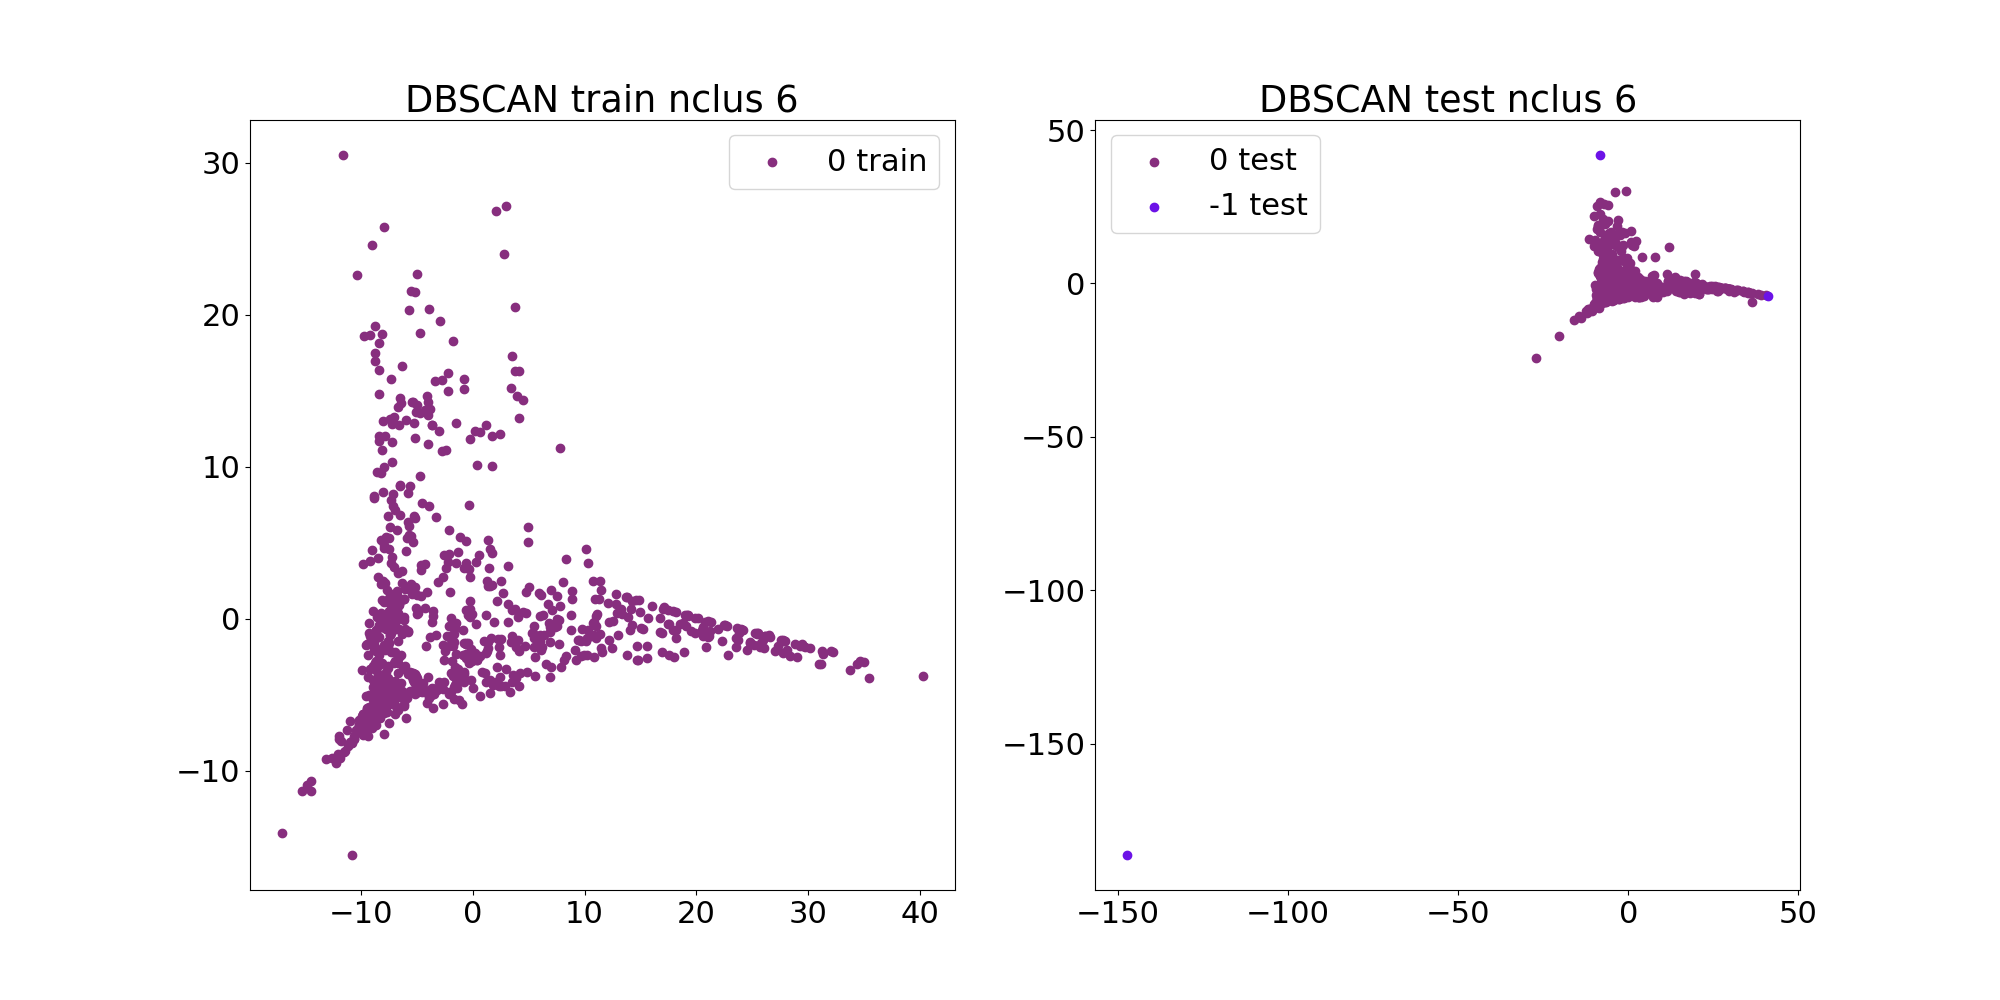 DBSCAN train nclus 6
0 train
30
20
10
0
−10
−10 0 10 20 30 40
DBSCAN test nclus 6
0 test
-1 test
50
0
−50
−100
−150
−150 −100 −50 0 50